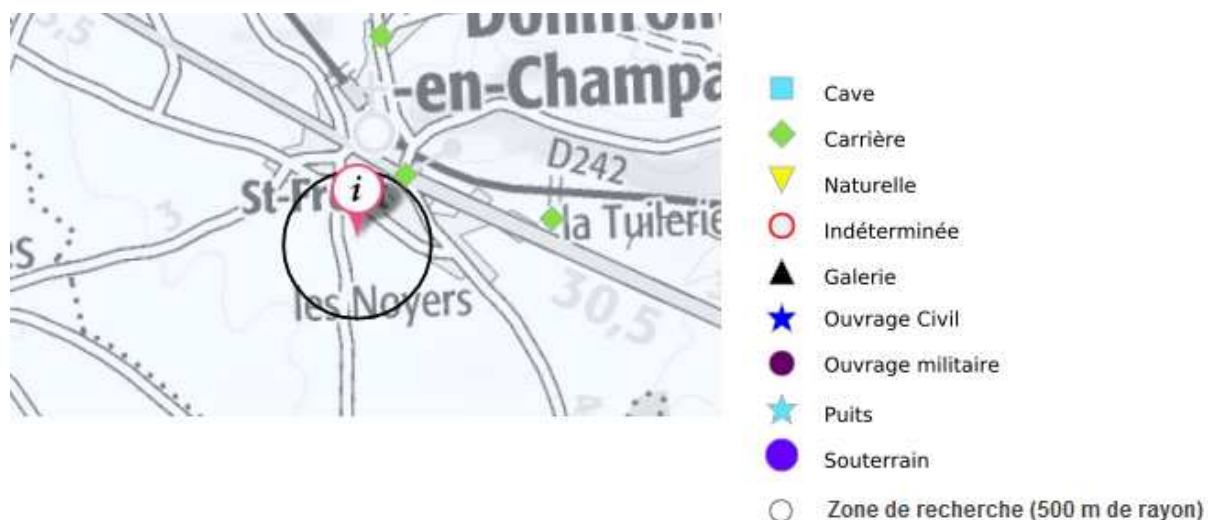 -en-Champa
D242
St-Fr
i
la Tuilerie
les Noyers
30,5
Cave
Carrière
Naturelle
Indéterminée
Galerie
Ouvrage Civil
Ouvrage militaire
Puits
Souterrain
Zone de recherche (500 m de rayon)